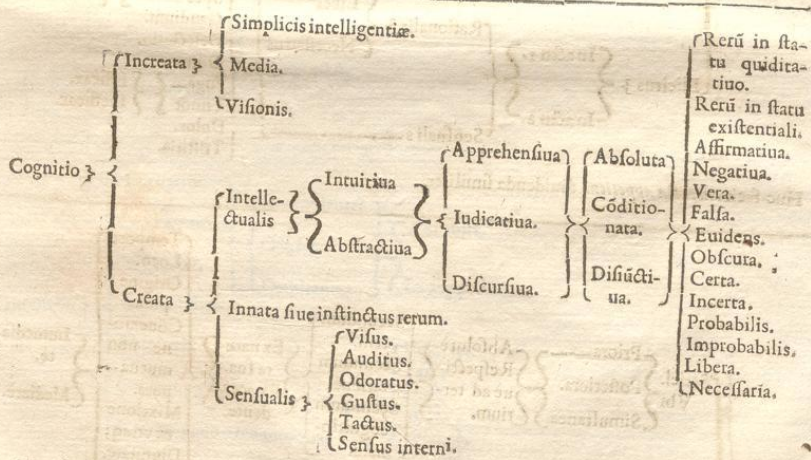 Cognitio
Increata
Simplicis intelligentiæ.
Media.
Visionis.
Creata
Intelle-
ctualis
Intuitiua
Abstractiua
Apprehensiua
Iudicatiua.
Discursiua.
Absoluta
Cõditio-
nata.
Disiũcti-
ua.
Rerũ in sta-
tu quidita-
tiuo.
Rerũ in statu
existentiali.
Affirmatiua.
Negatiua.
Vera.
Falsa.
Euidens.
Obscura.
Certa.
Incerta.
Probabilis.
Improbabilis.
Libera.
Necessaria.
Innata siue instinctus rerum.
Sensualis
Visus.
Auditus.
Odoratus.
Gustus.
Tactus.
Sensus interni.